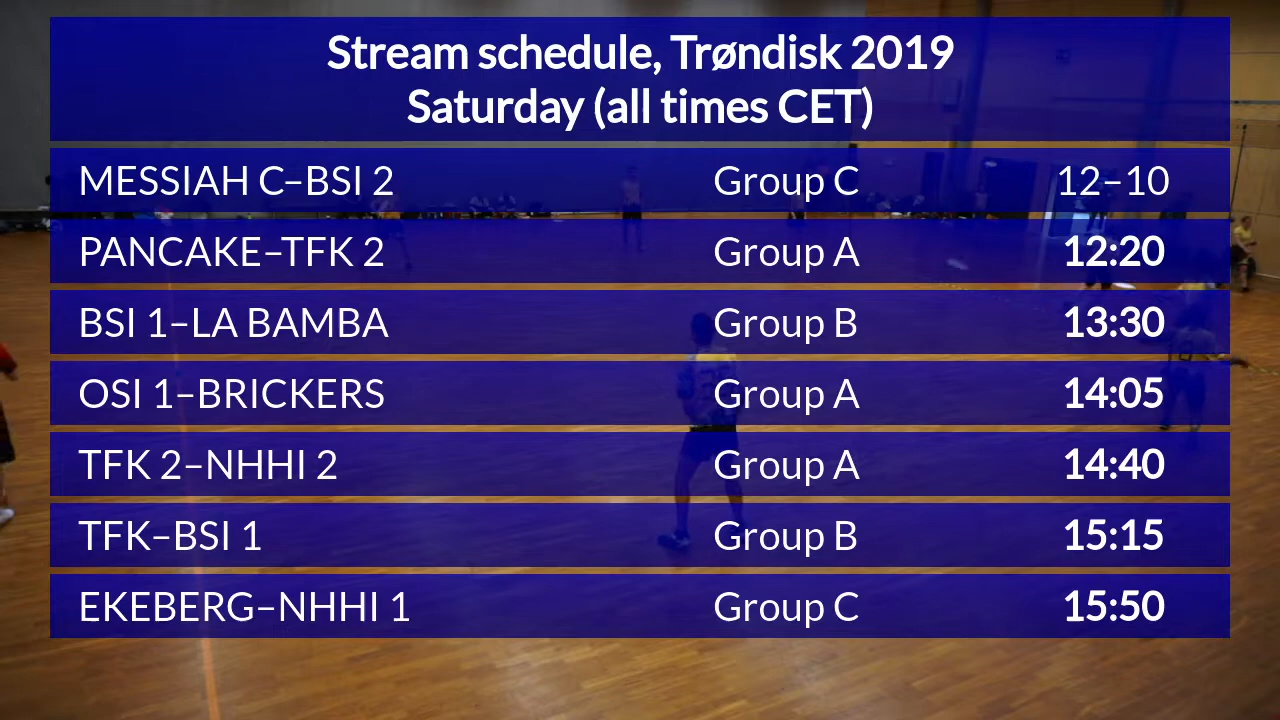 Stream schedule, Trøndisk 2019
Saturday (all times CET)
MESSIAH C–BSI 2 Group C 12–10
PANCAKE–TFK 2 Group A 12:20
BSI 1–LA BAMBA Group B 13:30
OSI 1–BRICKERS Group A 14:05
TFK 2–NHHI 2 Group A 14:40
TFK–BSI 1 Group B 15:15
EKEBERG–NHHI 1 Group C 15:50